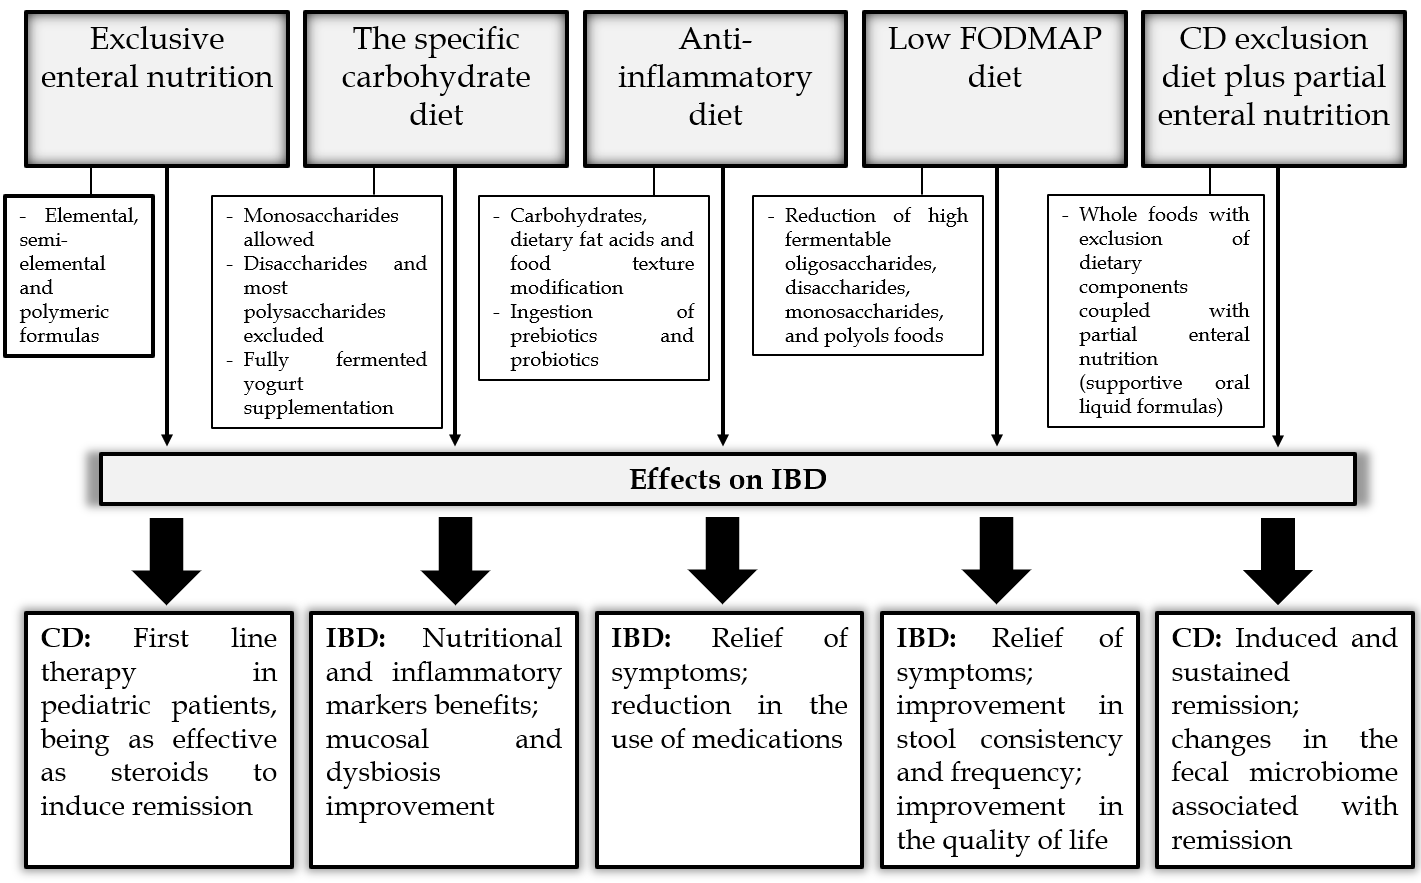 Exclusive
enteral nutrition
The specific
carbohydrate
diet
Anti-
inflammatory
diet
Low FODMAP
diet
CD exclusion
diet plus partial
enteral nutrition
- Elemental,
semi-
elemental
and
polymeric
formulas
- Monosaccharides
allowed
- Disaccharides and
most
polysaccharides
excluded
- Fully fermented
yogurt
supplementation
- Carbohydrates,
dietary fat acids and
food texture
modification
- Ingestion of
prebiotics and
probiotics
- Reduction of high
fermentable
oligosaccharides,
disaccharides,
monosaccharides,
and polyols foods
- Whole foods with
exclusion of
dietary
components
coupled with
partial enteral
nutrition
(supportive oral
liquid formulas)
Effects on IBD
CD: First line
therapy in
pediatric patients,
being as effective
as steroids to
induce remission
IBD: Nutritional
and inflammatory
markers benefits;
mucosal and
dysbiosis
improvement
IBD: Relief of
symptoms;
reduction in the
use of medications
IBD: Relief of
symptoms;
improvement in
stool consistency
and frequency;
improvement in
the quality of life
CD: Induced and
sustained
remission;
changes in the
fecal microbiome
associated with
remission